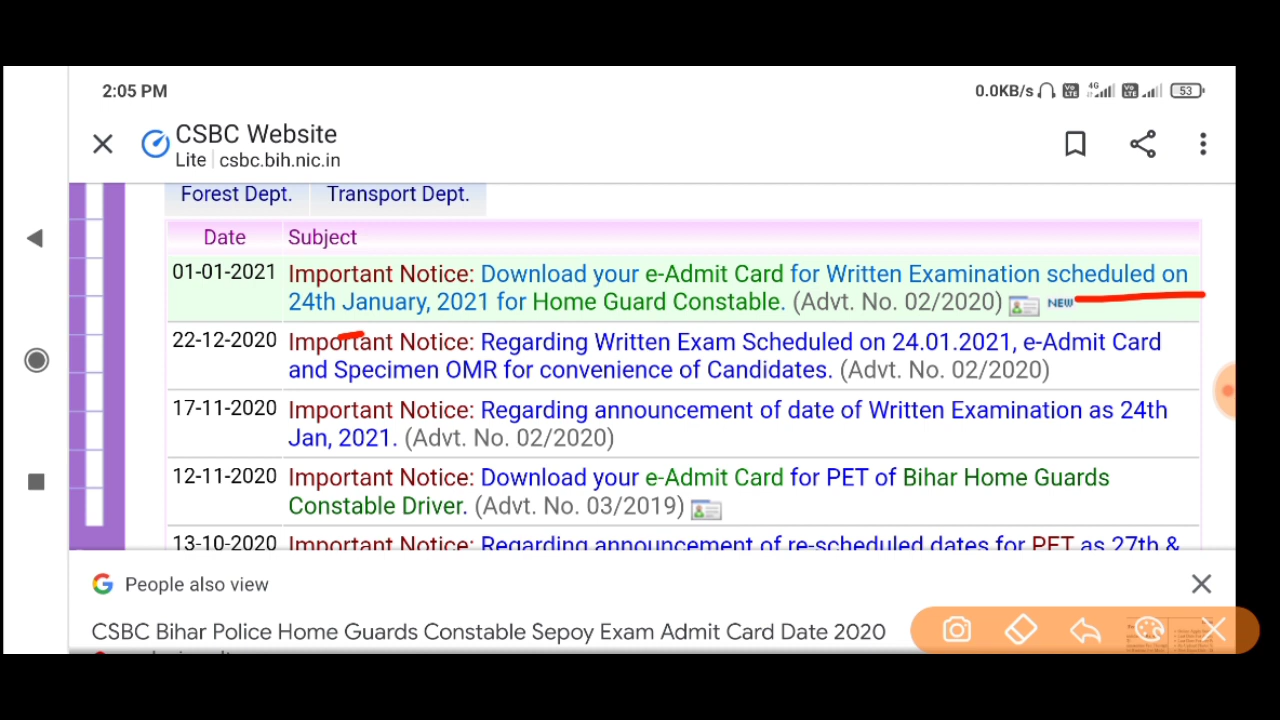 2:05 PM
0.0KB/s Vo LTE 4G Vo LTE 53
CSBC Website
Lite csbc.bih.nic.in
Forest Dept. Transport Dept.
Date Subject
01-01-2021 Important Notice: Download your e-Admit Card for Written Examination scheduled on
24th January, 2021 for Home Guard Constable. (Advt. No. 02/2020) NEW
22-12-2020 Important Notice: Regarding Written Exam Scheduled on 24.01.2021, e-Admit Card
and Specimen OMR for convenience of Candidates. (Advt. No. 02/2020)
17-11-2020 Important Notice: Regarding announcement of date of Written Examination as 24th
Jan, 2021. (Advt. No. 02/2020)
12-11-2020 Important Notice: Download your e-Admit Card for PET of Bihar Home Guards
Constable Driver. (Advt. No. 03/2019)
13-10-2020 Important Notice: Regarding announcement of re-scheduled dates for PET as 27th &
People also view
CSBC Bihar Police Home Guards Constable Sepoy Exam Admit Card Date 2020